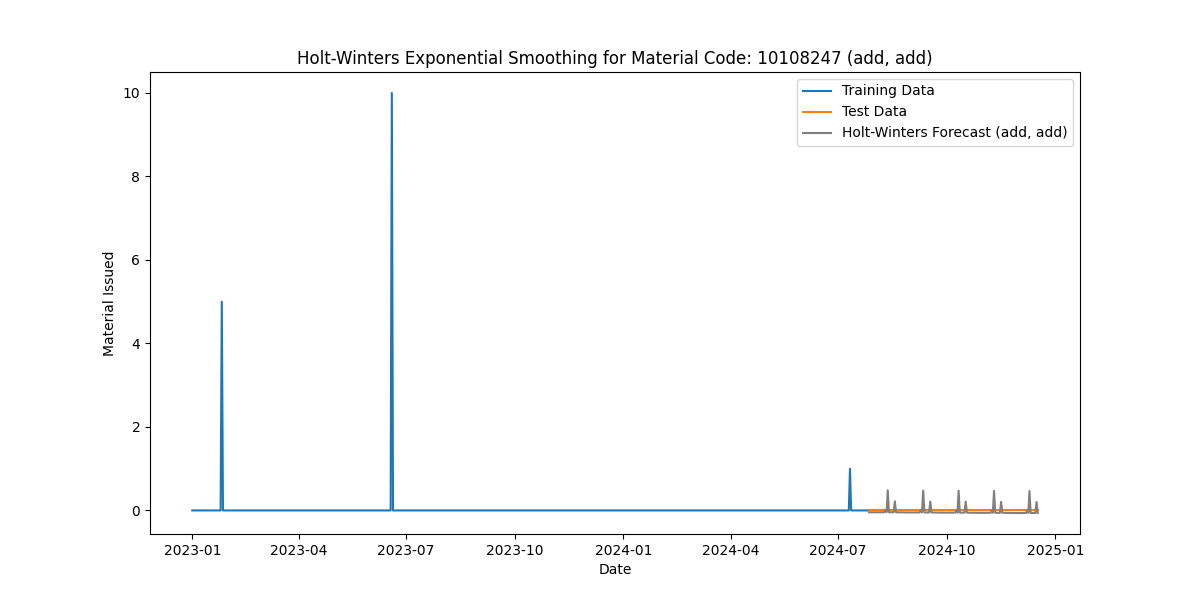 Holt-Winters Exponential Smoothing for Material Code: 10108247 (add, add)
Training Data
Test Data
Holt-Winters Forecast (add, add)
Material Issued
10
8
6
4
2
0
2023-01 2023-04 2023-07 2023-10 2024-01 2024-04 2024-07 2024-10 2025-01
Date